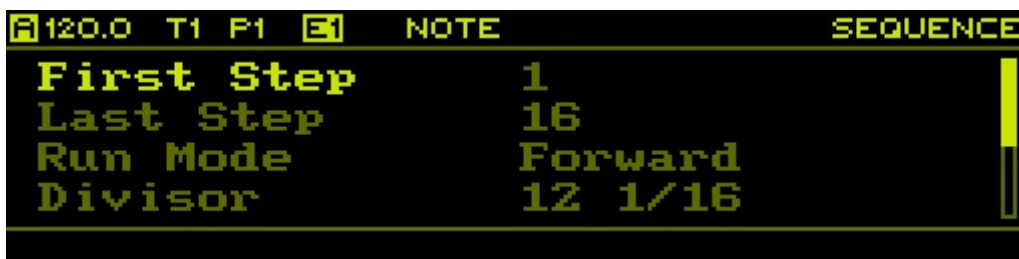 A 120.0 T1 P1 E1 NOTE SEQUENCE
First Step 1
Last Step 16
Run Mode Forward
Divisor 12 1/16